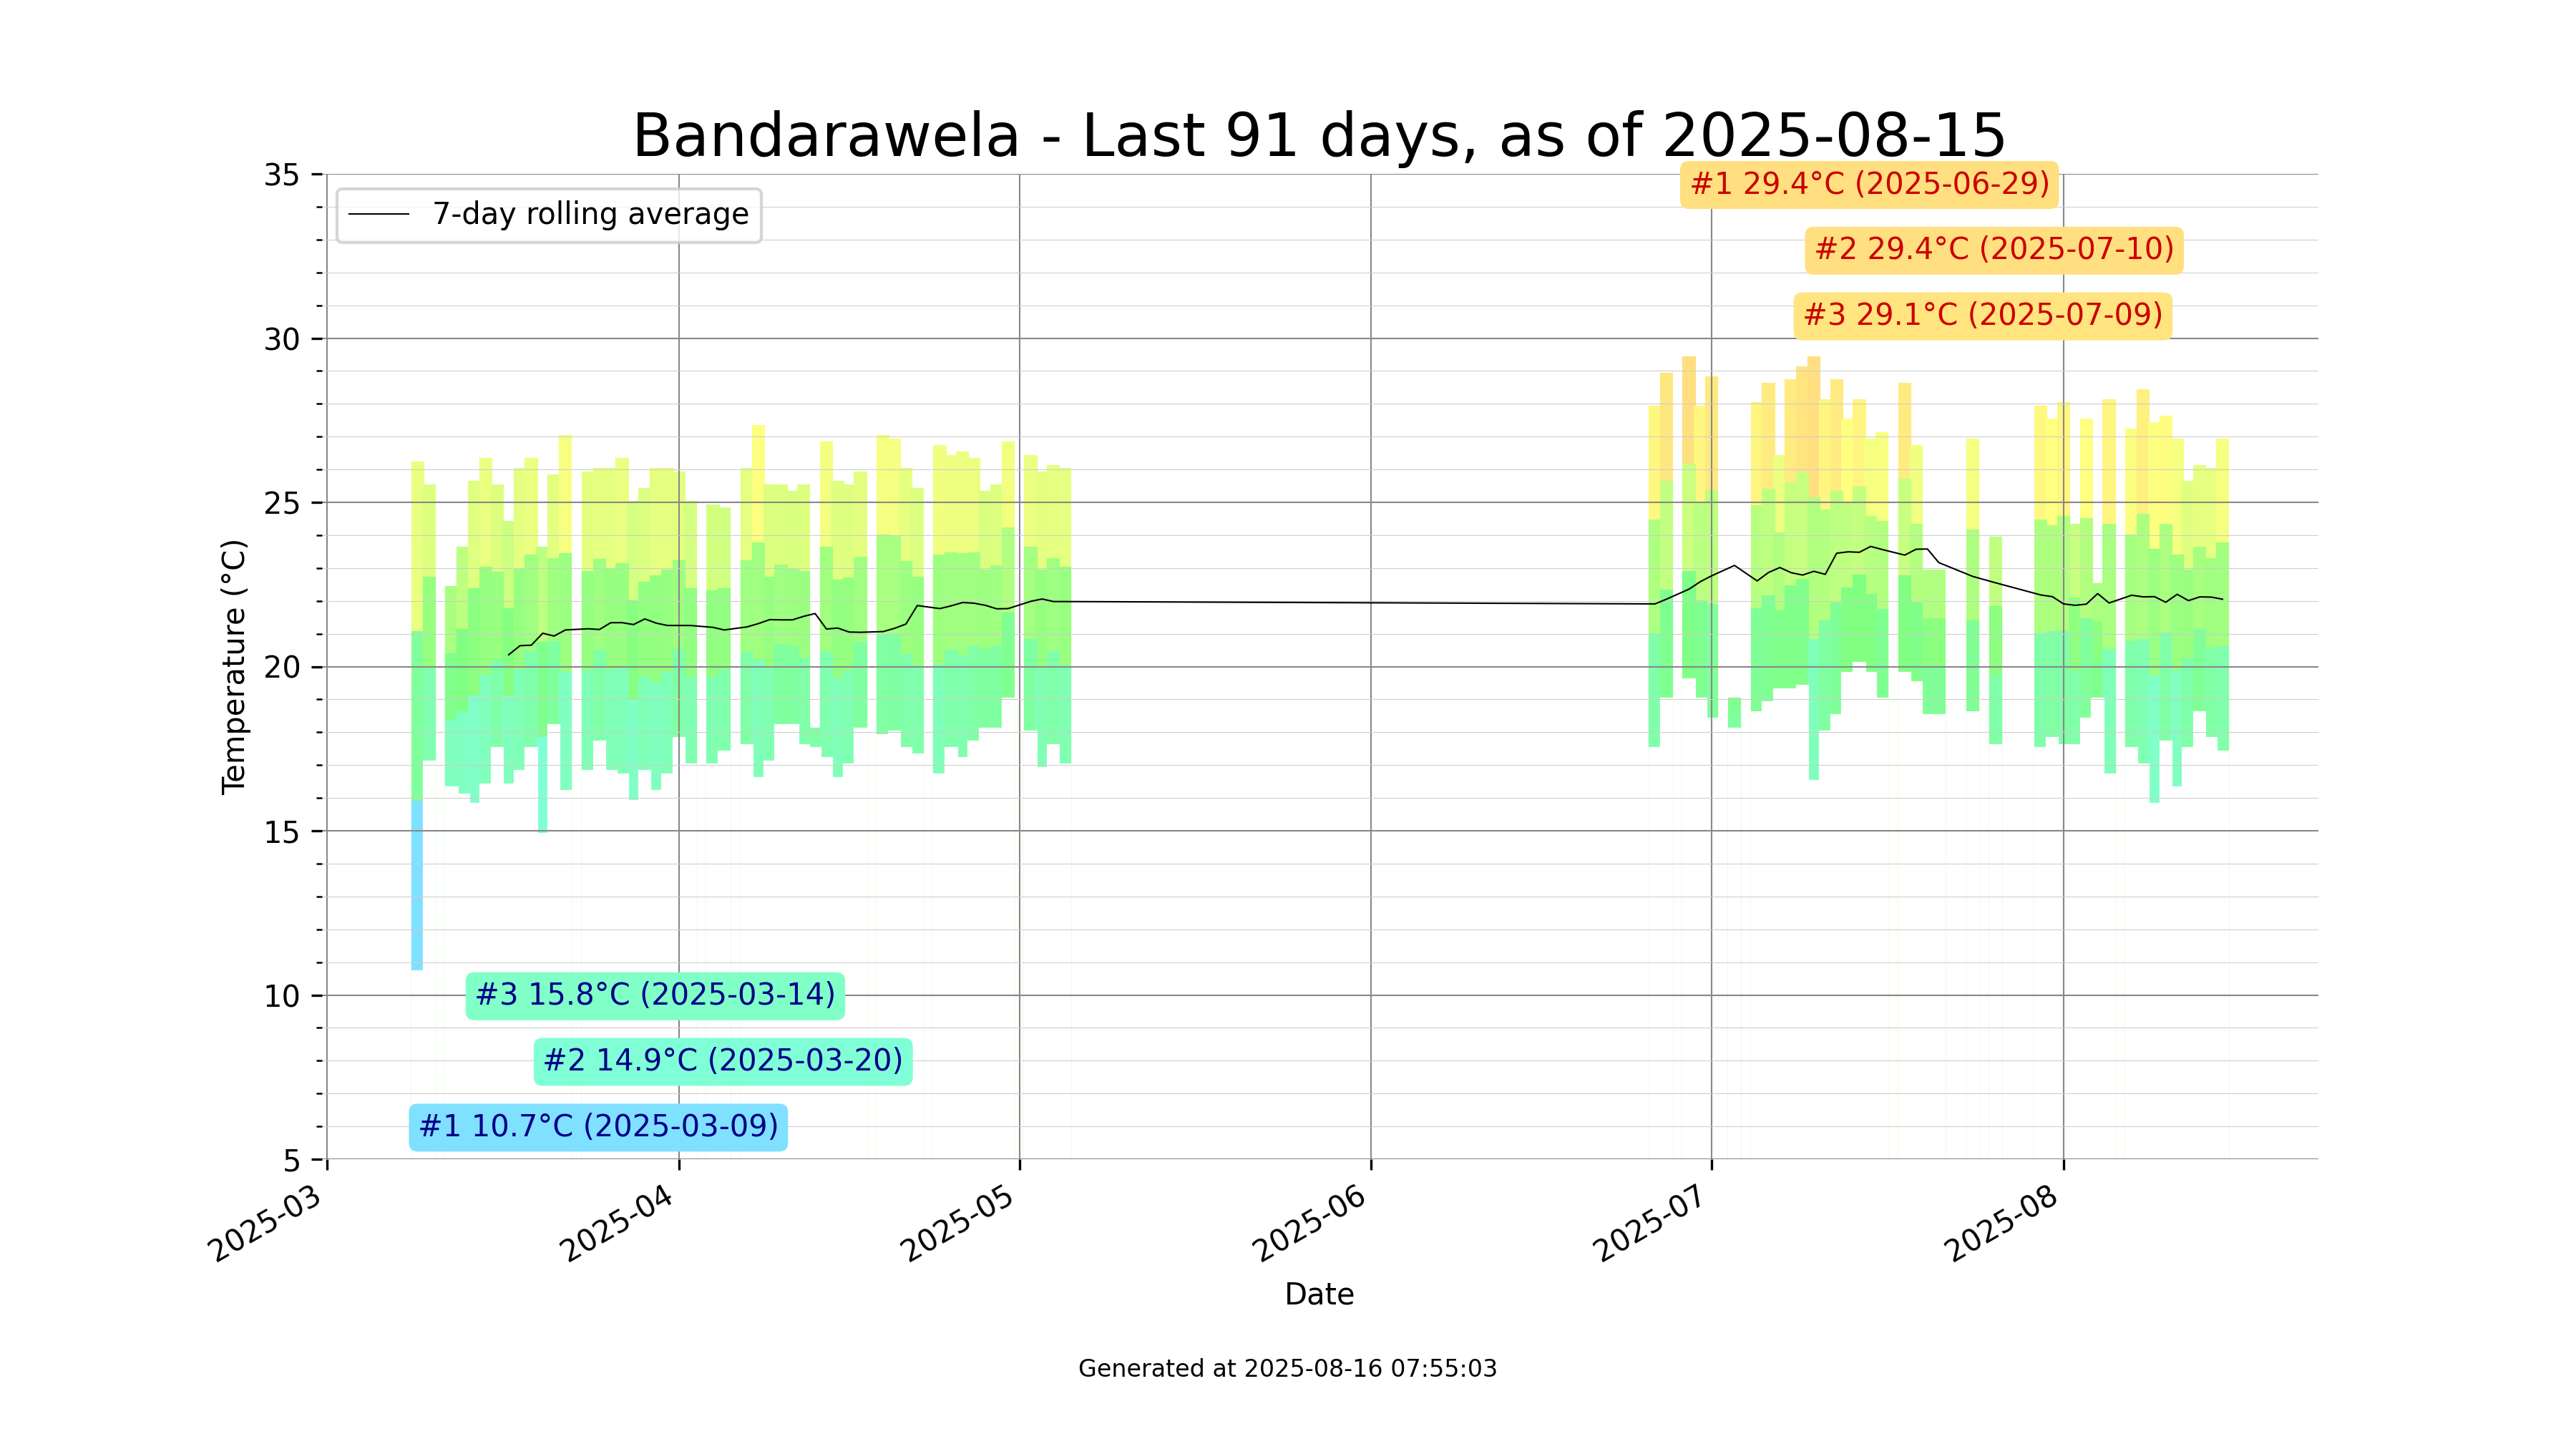 Bandarawela - Last 91 days, as of 2025-08-15
35
30
25
20
15
10
5
Temperature (°C)
7-day rolling average
#1 29.4°C (2025-06-29)
#2 29.4°C (2025-07-10)
#3 29.1°C (2025-07-09)
#3 15.8°C (2025-03-14)
#2 14.9°C (2025-03-20)
#1 10.7°C (2025-03-09)
2025-03
2025-04
2025-05
2025-06
2025-07
2025-08
Date
Generated at 2025-08-16 07:55:03